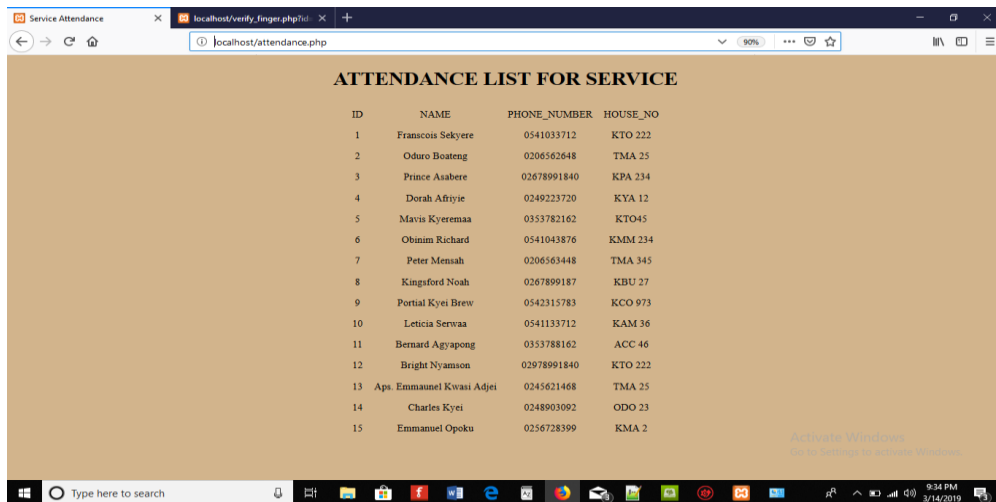 Service Attendance
localhost/verify_finger.php?id=
localhost/attendance.php
90%
ATTENDANCE LIST FOR SERVICE
ID NAME PHONE_NUMBER HOUSE_NO
1 Franscois Sekyere 0541033712 KTO 222
2 Oduro Boateng 0206562648 TMA 25
3 Prince Asabere 02678991840 KPA 234
4 Dorah Afriyie 0249223720 KYA 12
5 Mavis Kyeremaa 0353782162 KTO45
6 Obinim Richard 0541043876 KMM 234
7 Peter Mensah 0206563448 TMA 345
8 Kingsford Noah 0267899187 KBU 27
9 Portial Kyei Brew 0542315783 KCO 973
10 Leticia Serwaa 0541133712 KAM 36
11 Bernard Agyapong 0353788162 ACC 46
12 Bright Nyamson 02978991840 KTO 222
13 Aps. Emmaunel Kwasi Adjei 0245621468 TMA 25
14 Charles Kyei 0248903092 ODO 23
15 Emmanuel Opoku 0256728399 KMA 2
Activate Windows
Go to Settings to activate Windows.
Type here to search
9:34 PM
3/14/2019